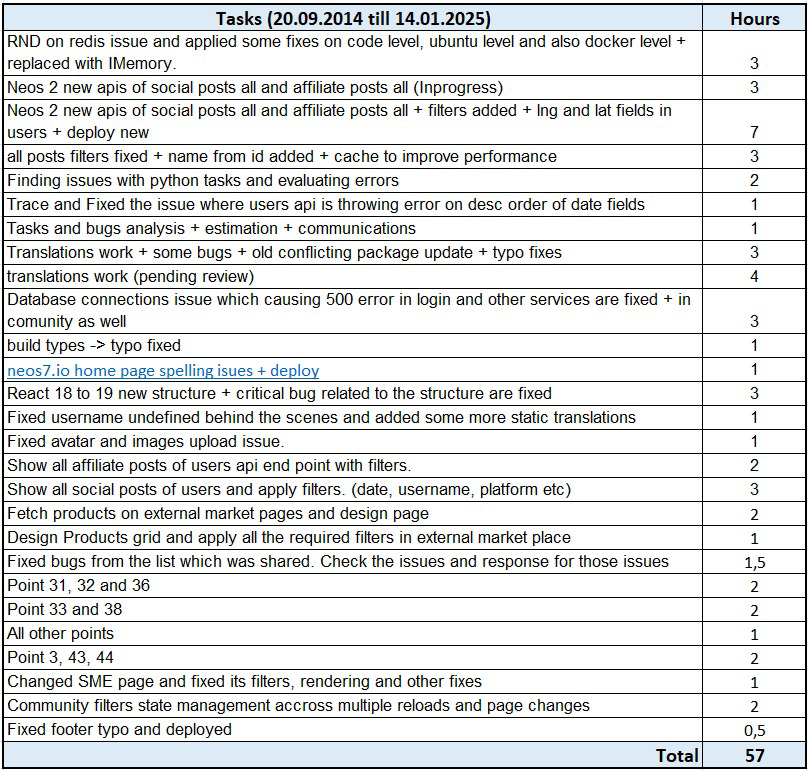 Tasks (20.09.2014 till 14.01.2025) Hours
RND on redis issue and applied some fixes on code level, ubuntu level and also docker level +
replaced with IMemory. 3
Neos 2 new apis of social posts all and affiliate posts all (Inprogress) 3
Neos 2 new apis of social posts all and affiliate posts all + filters added + lng and lat fields in
users + deploy new 7
all posts filters fixed + name from id added + cache to improve performance 3
Finding issues with python tasks and evaluating errors 2
Trace and Fixed the issue where users api is throwing error on desc order of date fields 1
Tasks and bugs analysis + estimation + communications 1
Translations work + some bugs + old conflicting package update + typo fixes 3
translations work (pending review) 4
Database connections issue which causing 500 error in login and other services are fixed + in
comunity as well 3
build types -> typo fixed 1
neos7.io home page spelling isues + deploy 1
React 18 to 19 new structure + critical bug related to the structure are fixed 3
Fixed username undefined behind the scenes and added some more static translations 1
Fixed avatar and images upload issue. 1
Show all affiliate posts of users api end point with filters. 2
Show all social posts of users and apply filters. (date, username, platform etc) 3
Fetch products on external market pages and design page 2
Design Products grid and apply all the required filters in external market place 1
Fixed bugs from the list which was shared. Check the issues and response for those issues 1,5
Point 31, 32 and 36 2
Point 33 and 38 2
All other points 1
Point 3, 43, 44 2
Changed SME page and fixed its filters, rendering and other fixes 1
Community filters state management accross multiple reloads and page changes 2
Fixed footer typo and deployed 0,5
Total 57